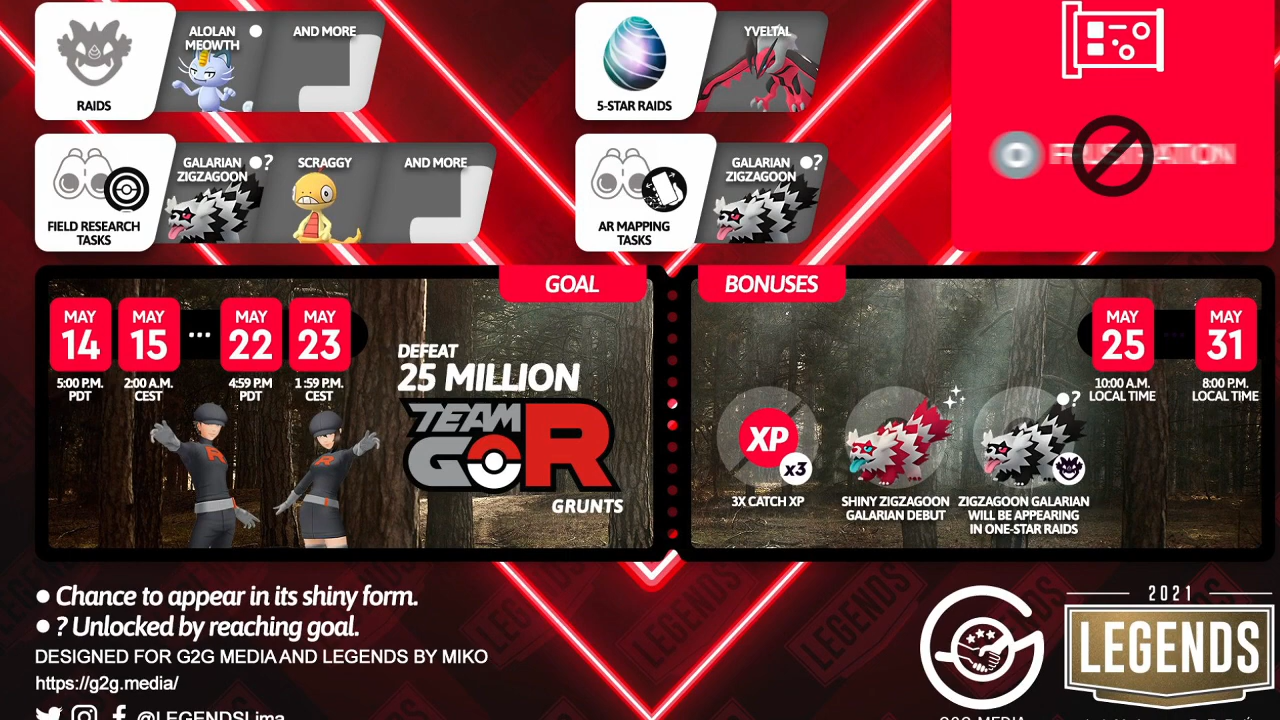 ALOLAN
MEOWTH
AND MORE
RAIDS
YVELTAL
5-STAR RAIDS
GALARIAN ?
ZIGZAGOON
SCRAGGY
AND MORE
FIELD RESEARCH
TASKS
GALARIAN ?
ZIGZAGOON
AR MAPPING
TASKS
FRUSTRATION
GOAL
MAY
14
5:00 P.M.
PDT
MAY
15
2:00 A.M.
CEST
...
MAY
22
4:59 P.M
PDT
MAY
23
1 :59 P.M.
CEST
DEFEAT
25 MILLION
TEAM
GO R
GRUNTS
BONUSES
MAY
25
10:00 A.M.
LOCAL TIME
...
MAY
31
8:00 P.M.
LOCAL TIME
XP
x3
3X CATCH XP
SHINY ZIGZAGOON
GALARIAN DEBUT
?
ZIGZAGOON GALARIAN
WILL BE APPEARING
IN ONE-STAR RAIDS
● Chance to appear in its shiny form.
● ? Unlocked by reaching goal.
DESIGNED FOR G2G MEDIA AND LEGENDS BY MIKO
https://g2g.media/
@LEGENDSLima
G2G MEDIA
2021
LEGENDS